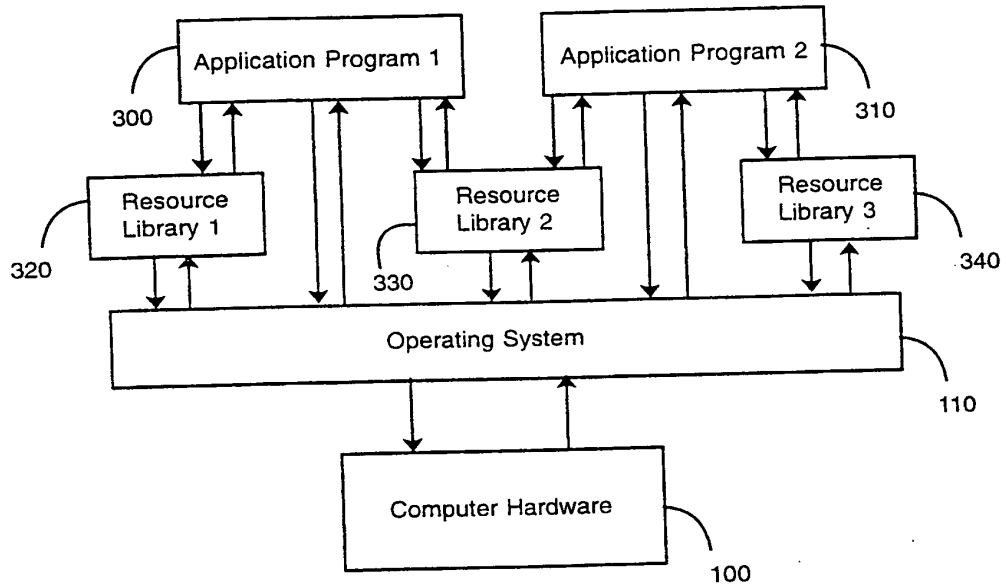 Application Program 1
Application Program 2
300
310
Resource
Library 1
Resource
Library 2
Resource
Library 3
320
330
340
Operating System
110
Computer Hardware
100